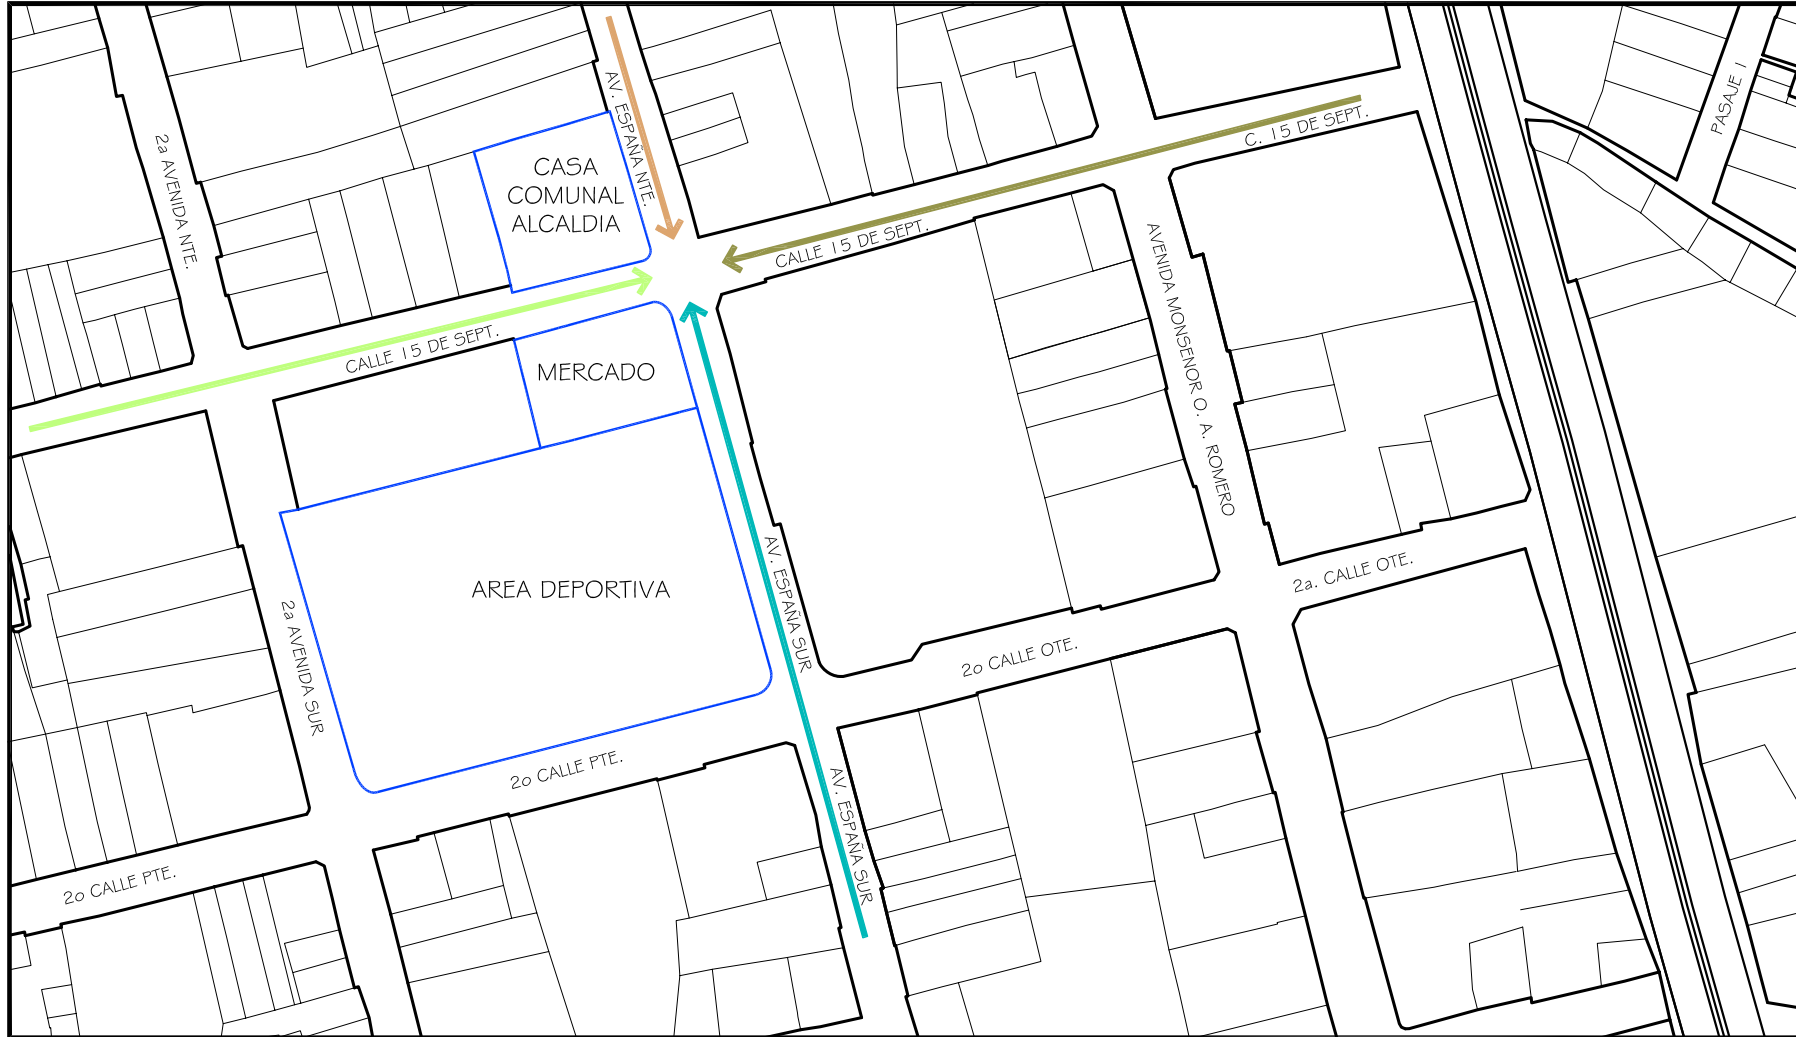 PASAJE 1
AV. ESPAÑA NTE.
C. 15 DE SEPT.
2a AVENIDA NTE.
CASA
COMUNAL
ALCALDIA
CALLE 15 DE SEPT.
AVENIDA MONSENOR O. A. ROMERO
CALLE 15 DE SEPT.
MERCADO
AV. ESPAÑA SUR
2a. CALLE OTE.
AREA DEPORTIVA
2a AVENIDA SUR
2o CALLE OTE.
2o CALLE PTE.
AV. ESPAÑA SUR
2o CALLE PTE.